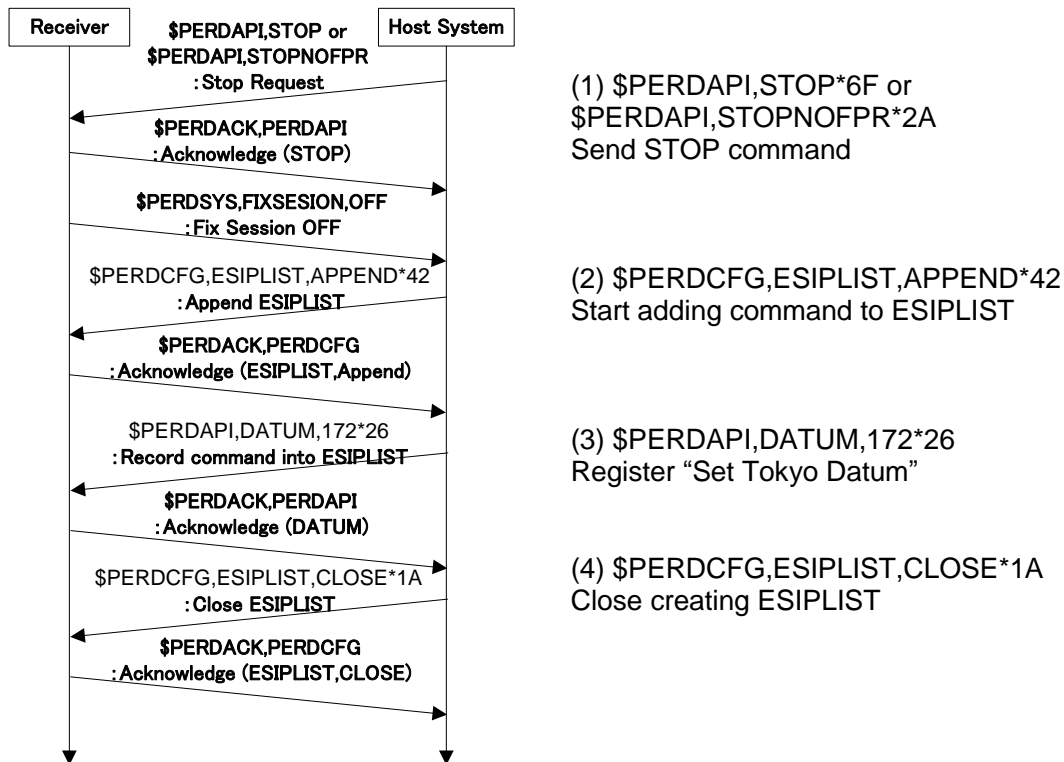 Receiver
Host System
$PERDAPI,STOP or
$PERDAPI,STOPNOFPR
:Stop Request
$PERDACK,PERDAPI
:Acknowledge (STOP)
$PERDSYS,FIXSESION,OFF
:Fix Session OFF
$PERDCFG,ESIPLIST,APPEND*42
:Append ESIPLIST
$PERDACK,PERDCFG
:Acknowledge (ESIPLIST,Append)
$PERDAPI,DATUM,172*26
:Record command into ESIPLIST
$PERDACK,PERDAPI
:Acknowledge (DATUM)
$PERDCFG,ESIPLIST,CLOSE*1A
:Close ESIPLIST
$PERDACK,PERDCFG
:Acknowledge (ESIPLIST,CLOSE)
(1) $PERDAPI,STOP*6F or
$PERDAPI,STOPNOFPR*2A
Send STOP command
(2) $PERDCFG,ESIPLIST,APPEND*42
Start adding command to ESIPLIST
(3) $PERDAPI,DATUM,172*26
Register “Set Tokyo Datum”
(4) $PERDCFG,ESIPLIST,CLOSE*1A
Close creating ESIPLIST